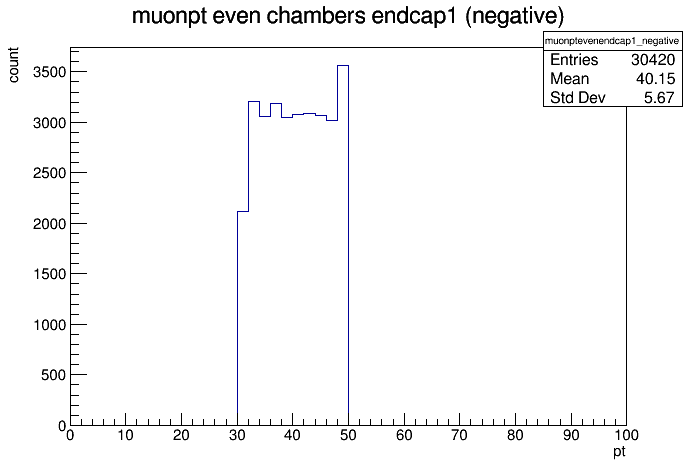 muonpt even chambers endcap1 (negative)
muonptevenendcap1_negative
Entries 30420
Mean 40.15
Std Dev 5.67
count
3500
3000
2500
2000
1500
1000
500
0
0 10 20 30 40 50 60 70 80 90 100
pt